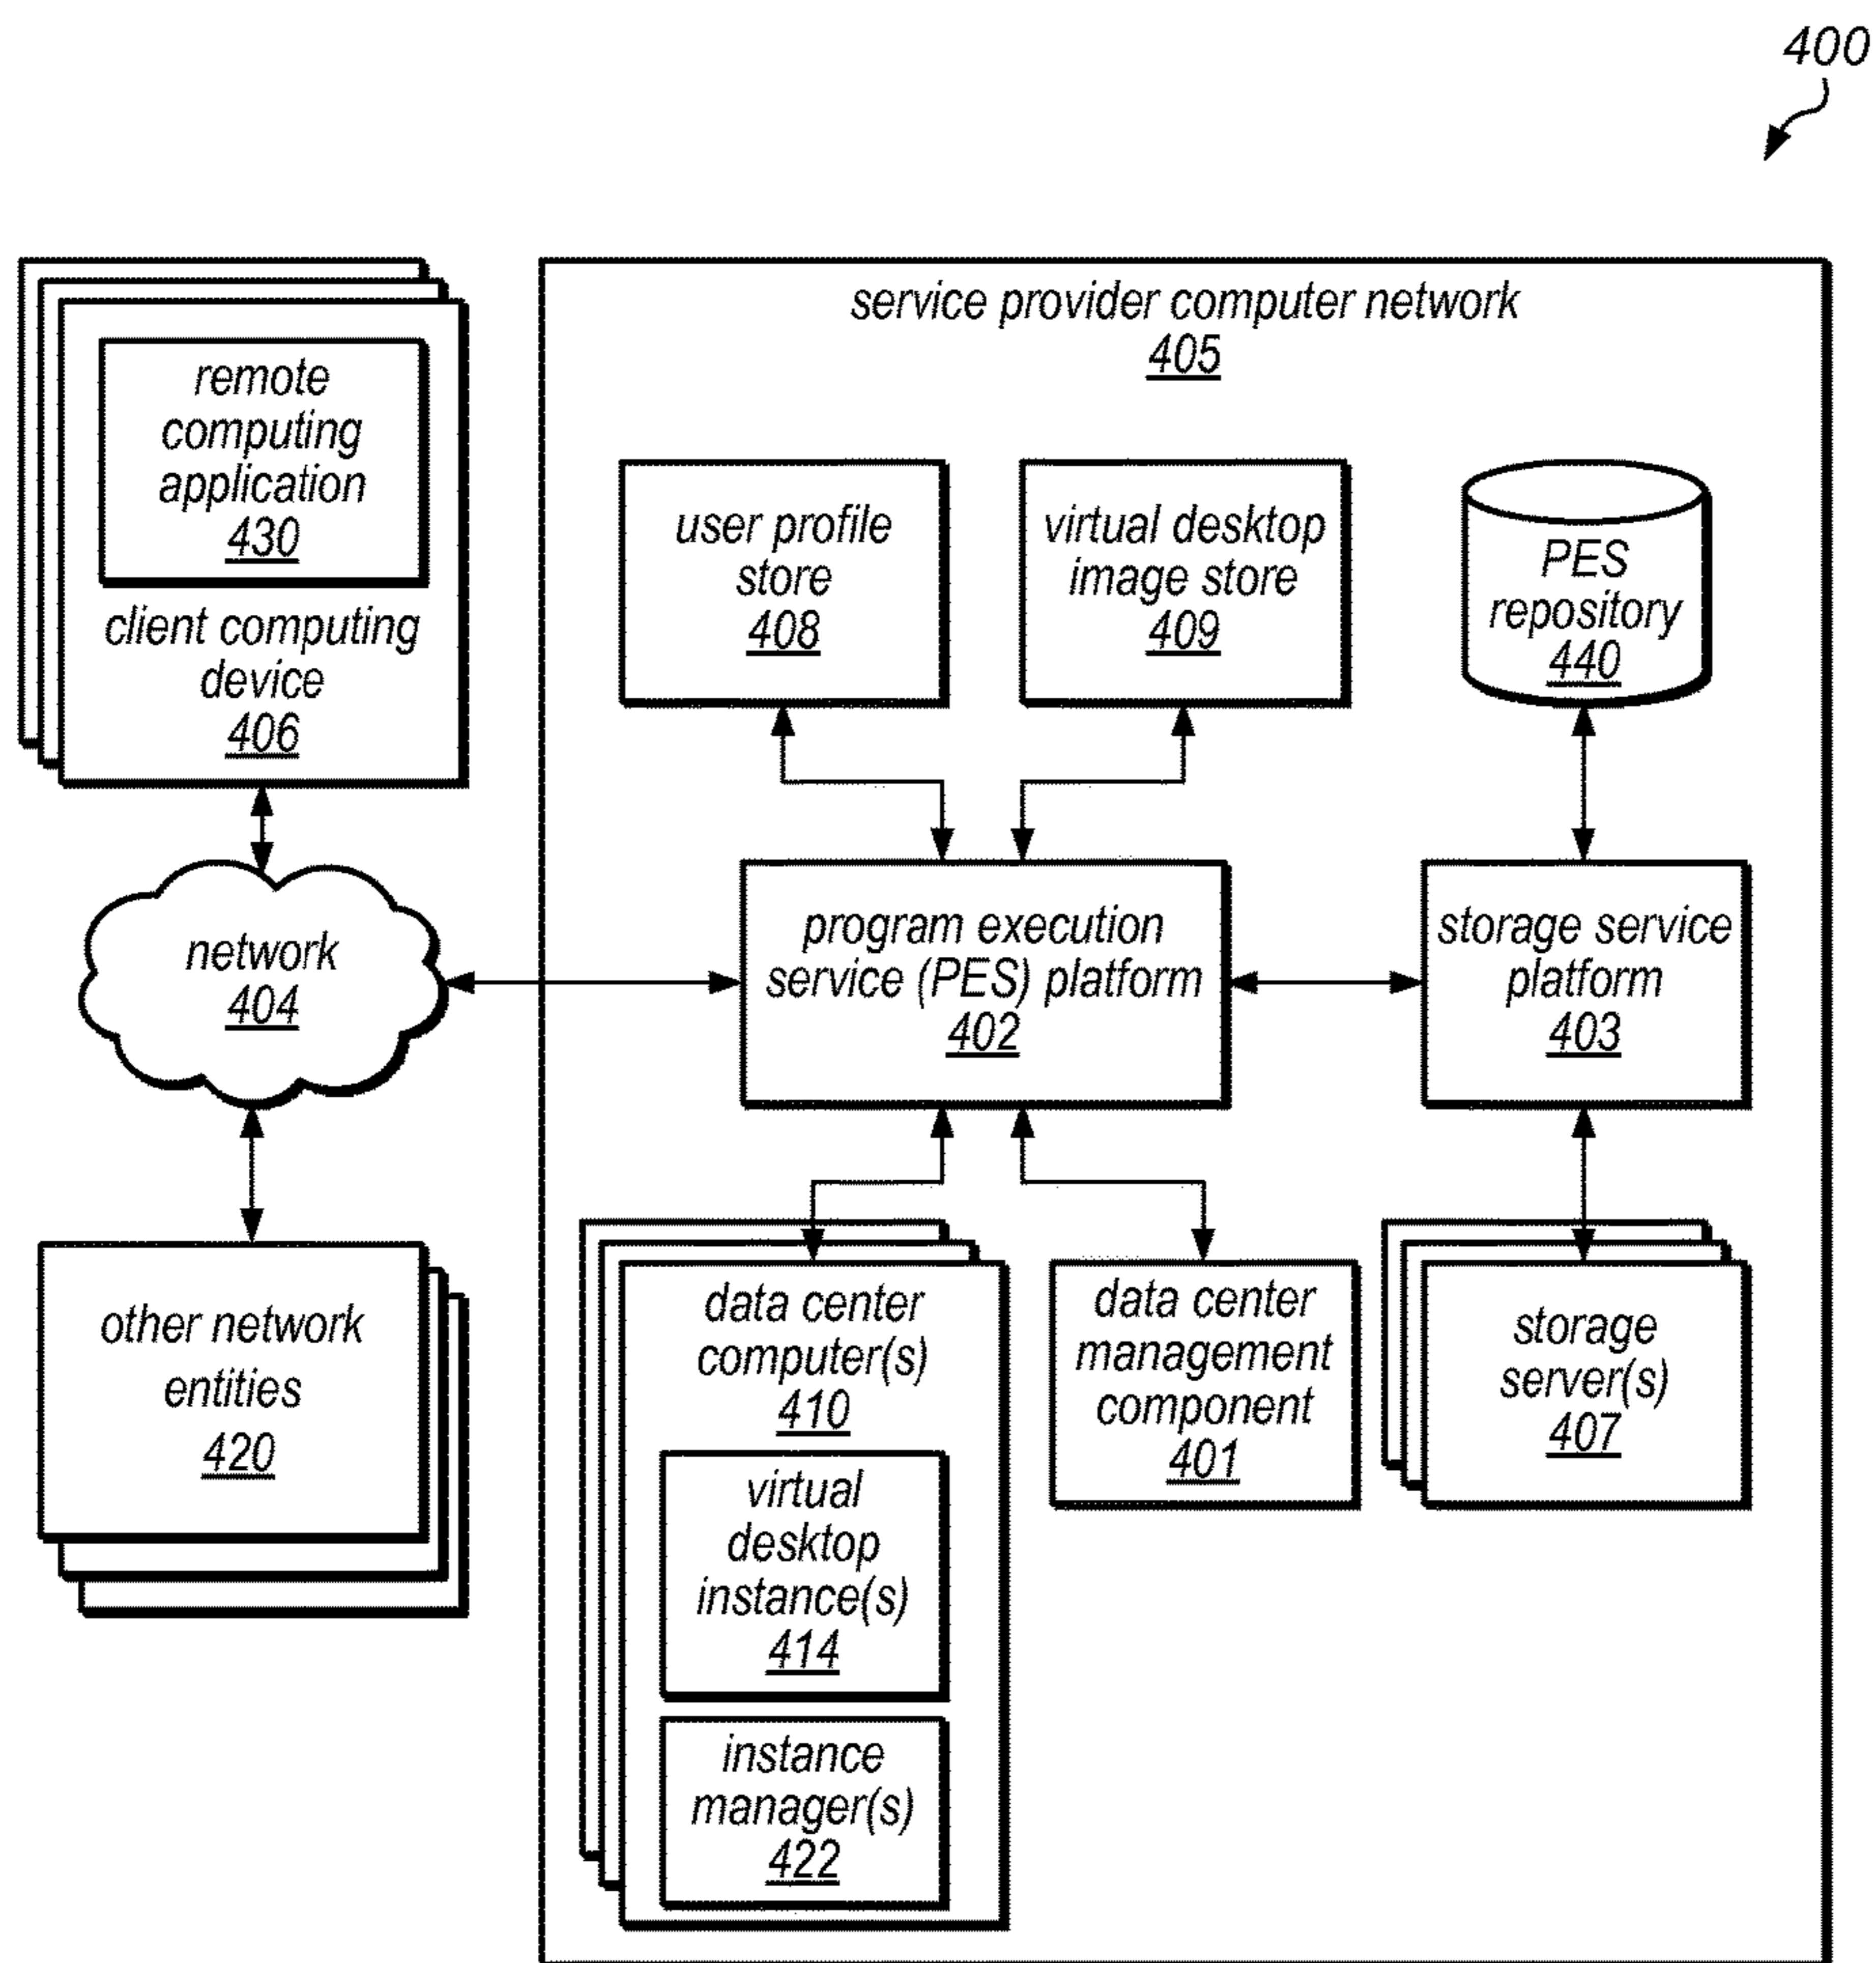 400
remote
computing
application
430
client computing
device
406
network
404
other network
entities
420
service provider computer network
405
user profile
store
408
virtual desktop
image store
409
PES
repository
440
program execution
service (PES) platform
402
storage service
platform
403
data center
computer(s)
410
virtual
desktop
instance(s)
414
instance
manager(s)
422
data center
management
component
401
storage
server(s)
407